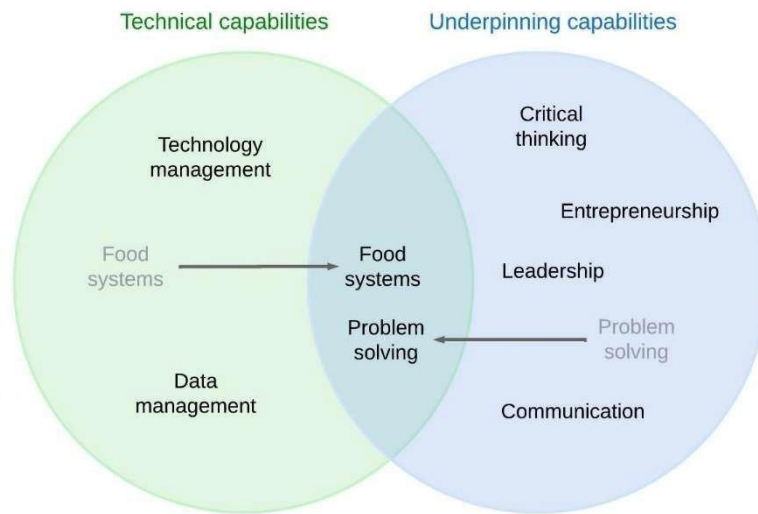 Technical capabilities
Underpinning capabilities
Technology
management
Food
systems
Data
management
Food
systems
Problem
solving
Critical
thinking
Entrepreneurship
Leadership
Problem
solving
Communication